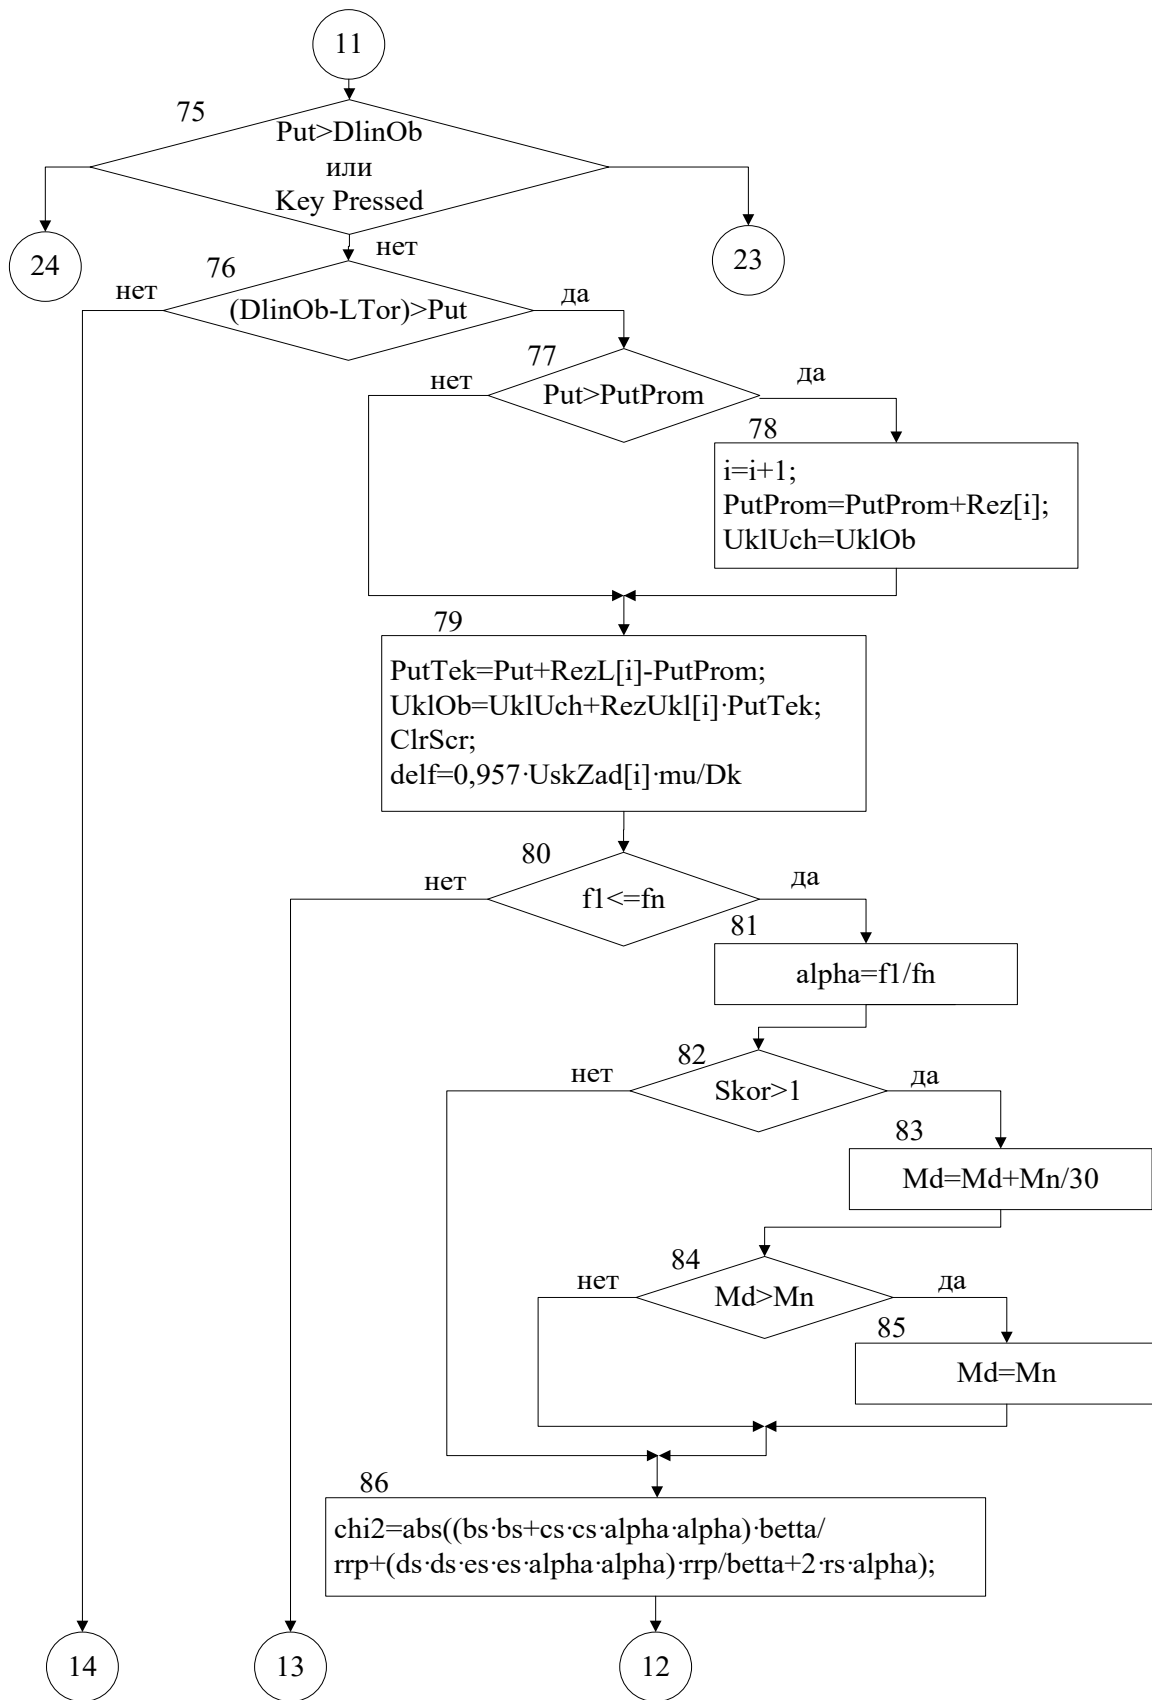 11
75
Put>DlinOb
или
Key Pressed
24
23
нет
76
нет
(DlinOb-LTor)>Put
да
77
нет
Put>PutProm
да
78
i=i+1;
PutProm=PutProm+Rez[i];
UklUch=UklOb
79
PutTek=Put+RezL[i]-PutProm;
UklOb=UklUch+RezUkl[i]·PutTek;
ClrScr;
delf=0,957·UskZad[i]·mu/Dk
80
нет
f1<=fn
да
81
alpha=f1/fn
82
нет
Skor>1
да
83
Md=Md+Mn/30
84
нет
Md>Mn
да
85
Md=Mn
86
chi2=abs((bs·bs+cs·cs·alpha·alpha)·betta/
rrp+(ds·ds·es·es·alpha·alpha)·rrp/betta+2·rs·alpha);
14
13
12